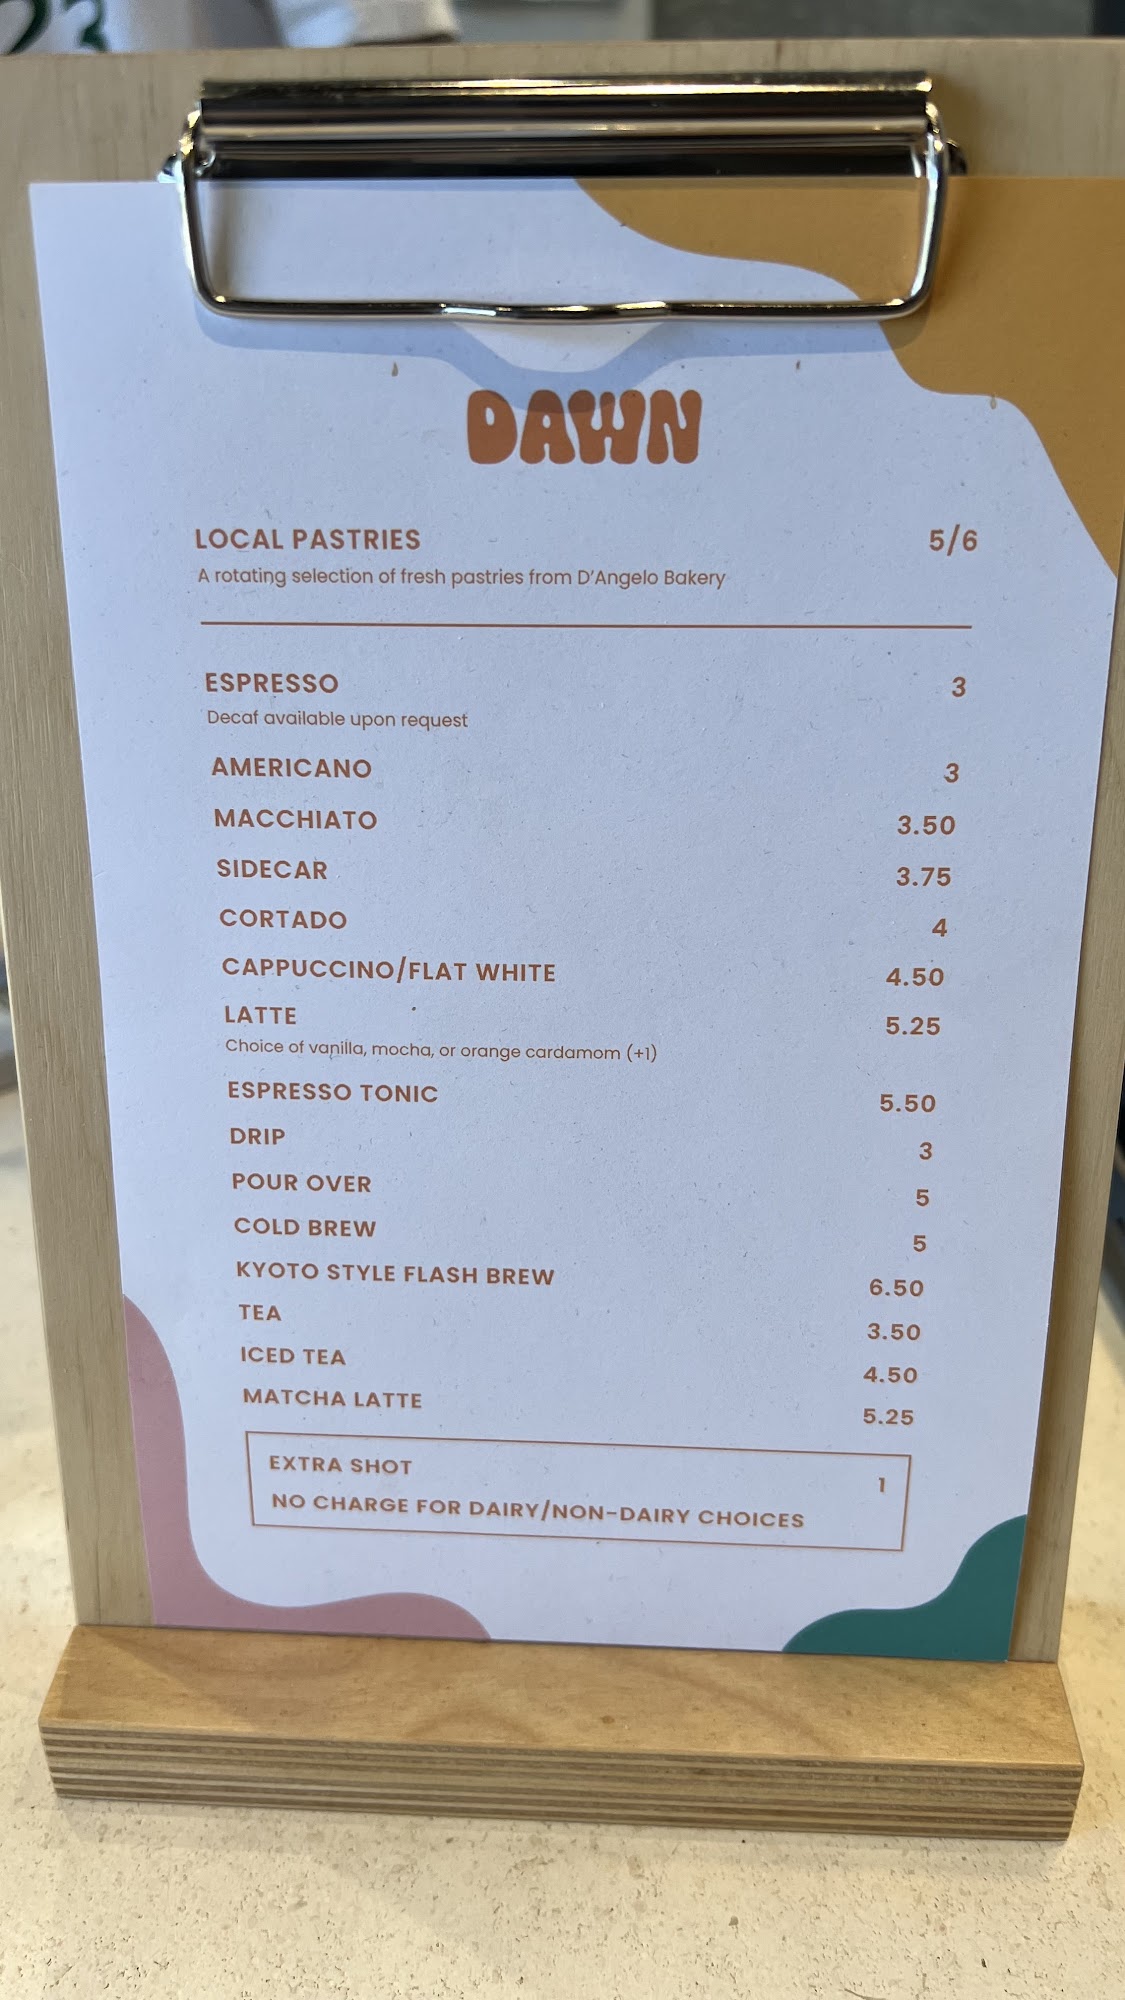 23
DAWN
LOCAL PASTRIES 5/6
A rotating selection of fresh pastries from D'Angelo Bakery
ESPRESSO 3
Decaf available upon request
AMERICANO 3
MACCHIATO 3.50
SIDECAR 3.75
CORTADO 4
CAPPUCCINO/FLAT WHITE 4.50
LATTE 5.25
Choice of vanilla, mocha, or orange cardamom (+1)
ESPRESSO TONIC 5.50
DRIP 3
POUR OVER 5
COLD BREW 5
KYOTO STYLE FLASH BREW 6.50
TEA 3.50
ICED TEA 4.50
MATCHA LATTE 5.25
EXTRA SHOT 1
NO CHARGE FOR DAIRY/NON-DAIRY CHOICES